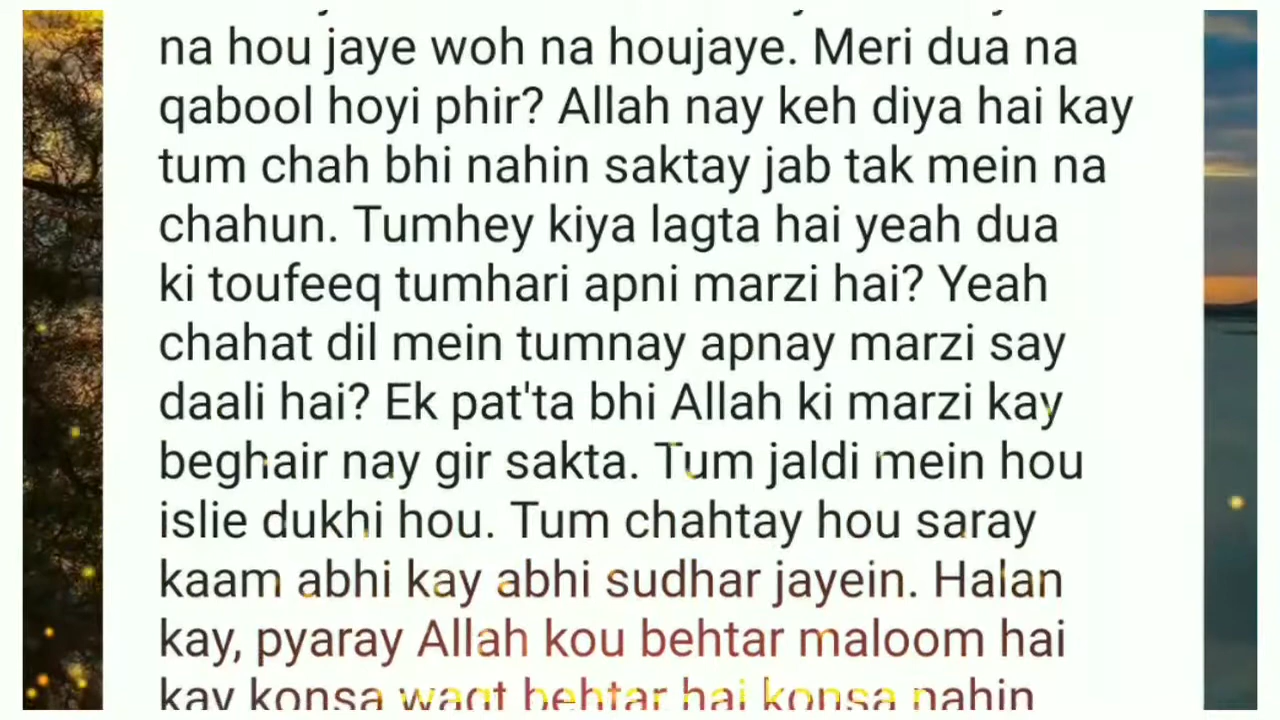 na hou jaye woh na houjaye. Meri dua na
qabool hoyi phir? Allah nay keh diya hai kay
tum chah bhi nahin saktay jab tak mein na
chahun. Tumhey kiya lagta hai yeah dua
ki toufeeq tumhari apni marzi hai? Yeah
chahat dil mein tumnay apnay marzi say
daali hai? Ek pat'ta bhi Allah ki marzi kay
beghair nay gir sakta. Tum jaldi mein hou
islie dukhi hou. Tum chahtay hou saray
kaam abhi kay abhi sudhar jayein. Halan
kay, pyaray Allah kou behtar maloom hai
kay konsa waqt behtar hai konsa nahin